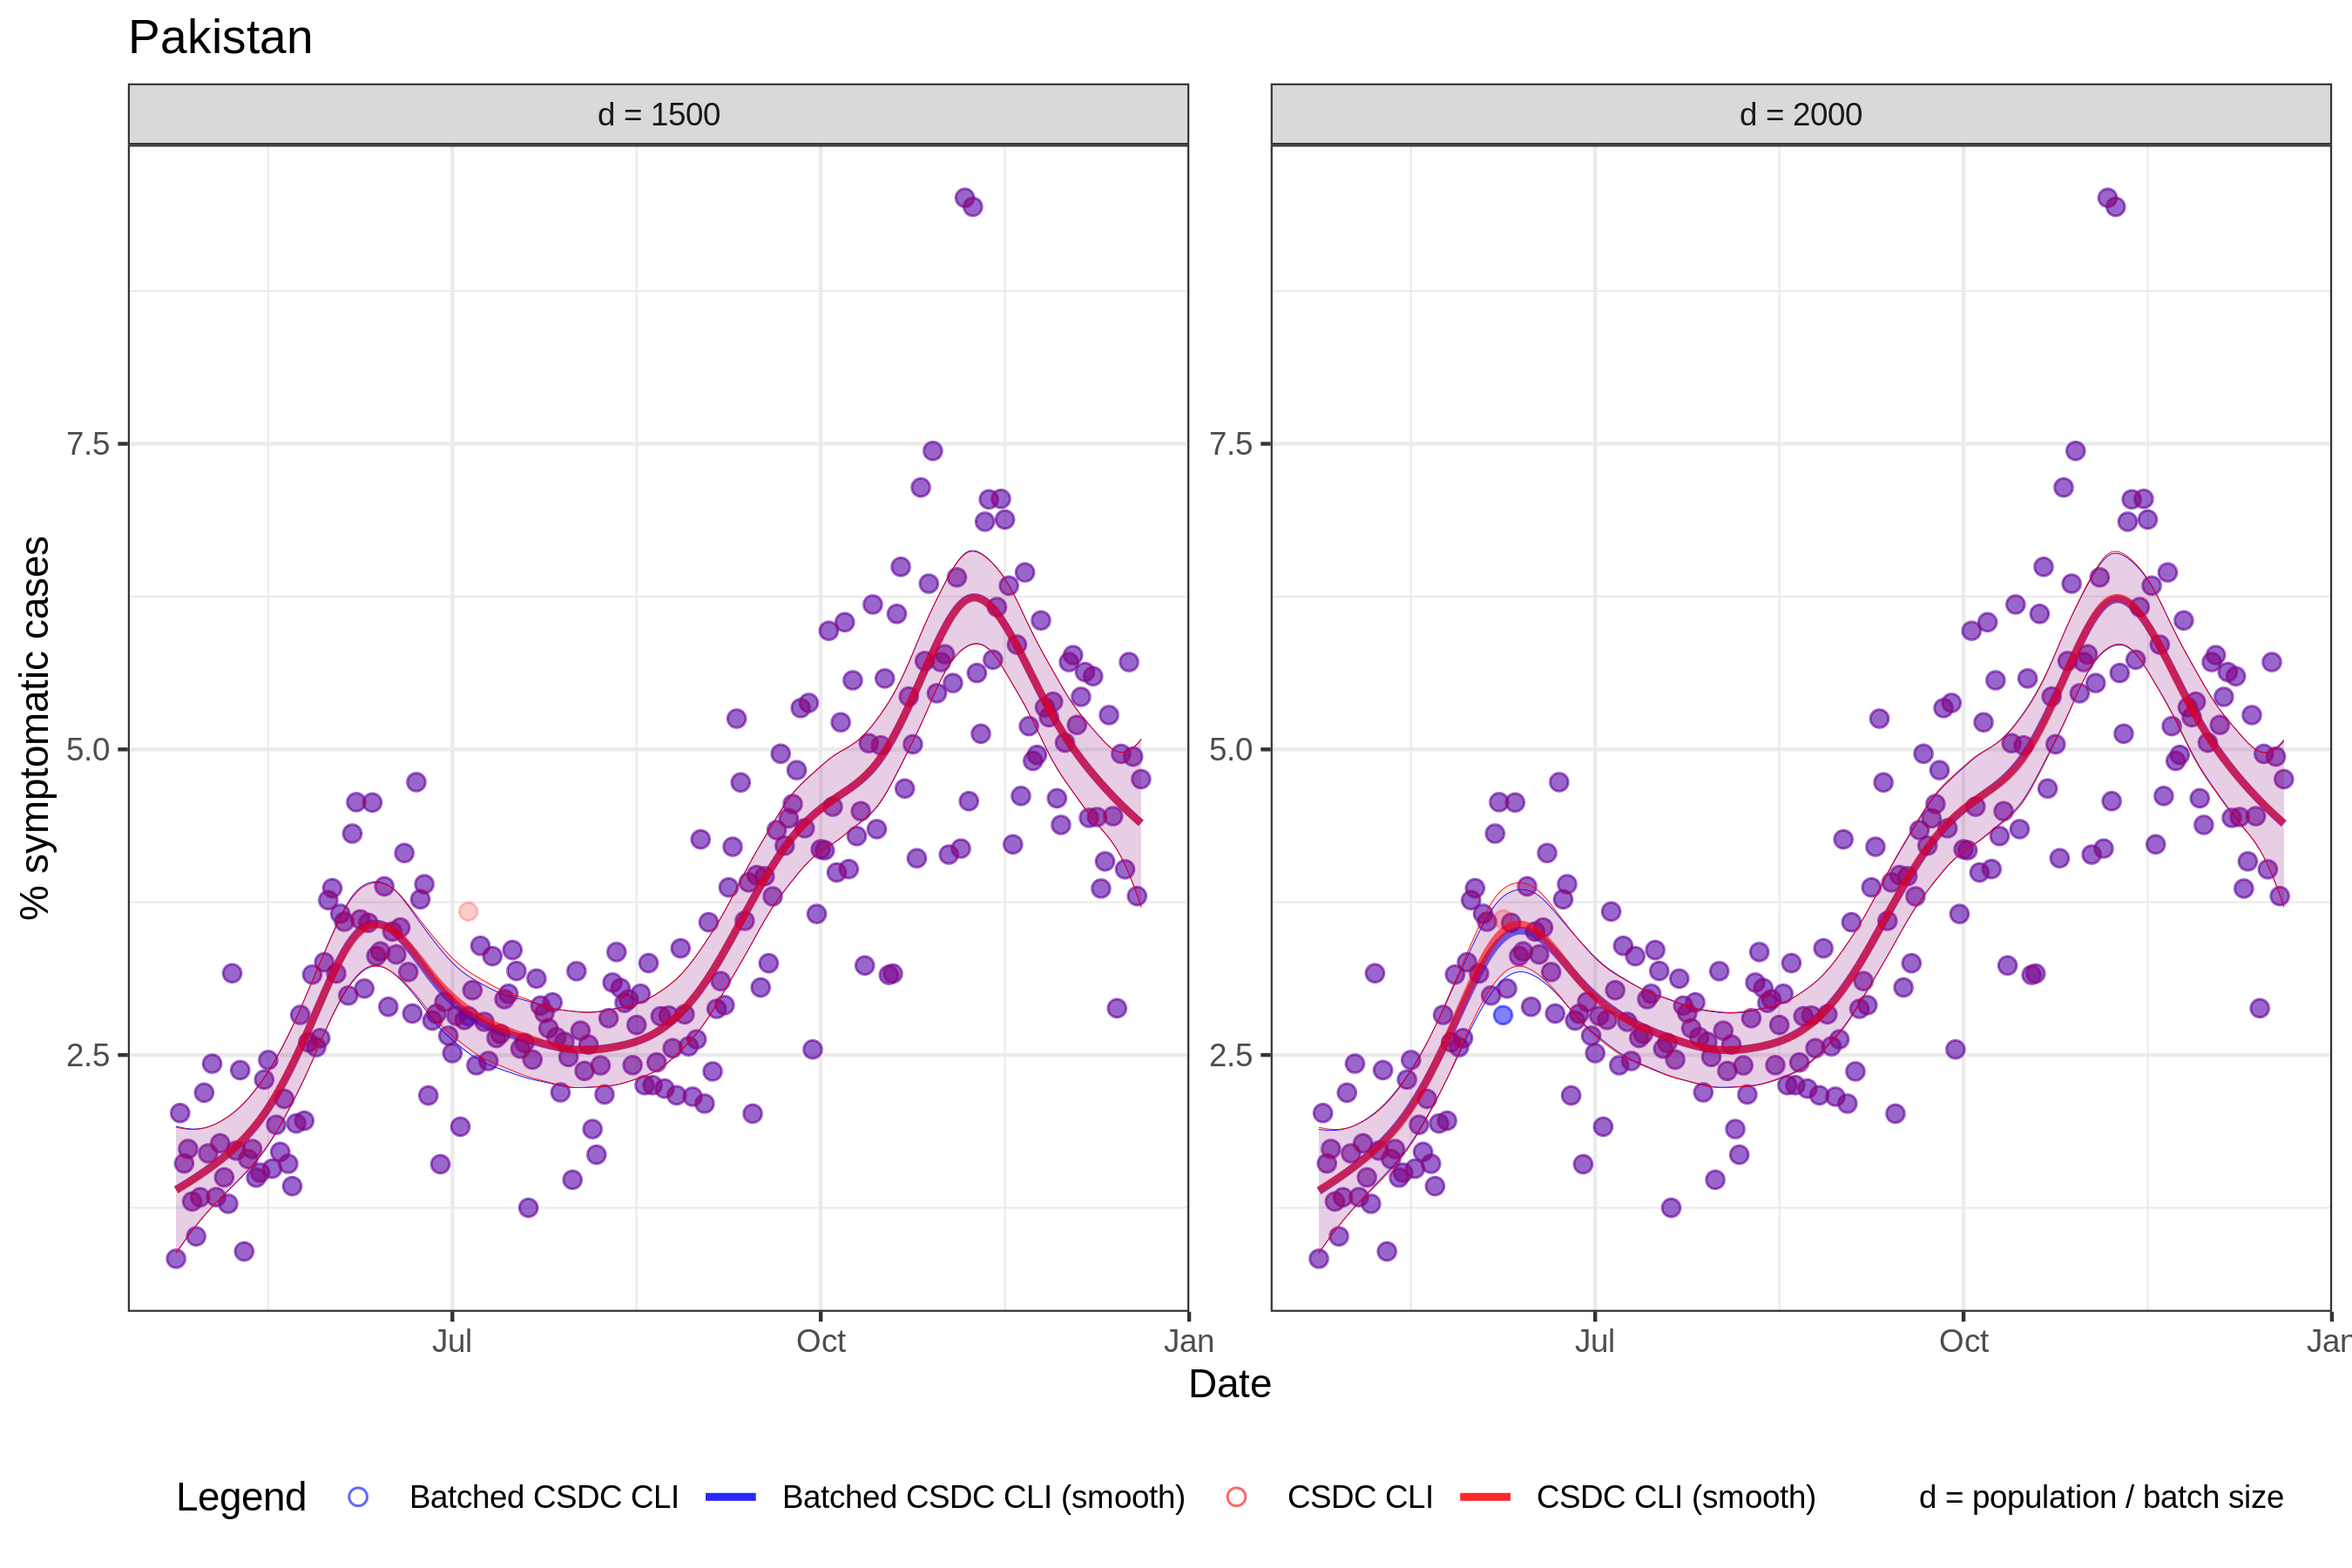 Pakistan
d = 1500
d = 2000
% symptomatic cases
7.5
5.0
2.5
7.5
5.0
2.5
Jul
Oct
Jan
Jul
Oct
Jan
Date
Legend
Batched CSDC CLI
Batched CSDC CLI (smooth)
CSDC CLI
CSDC CLI (smooth)
d = population / batch size